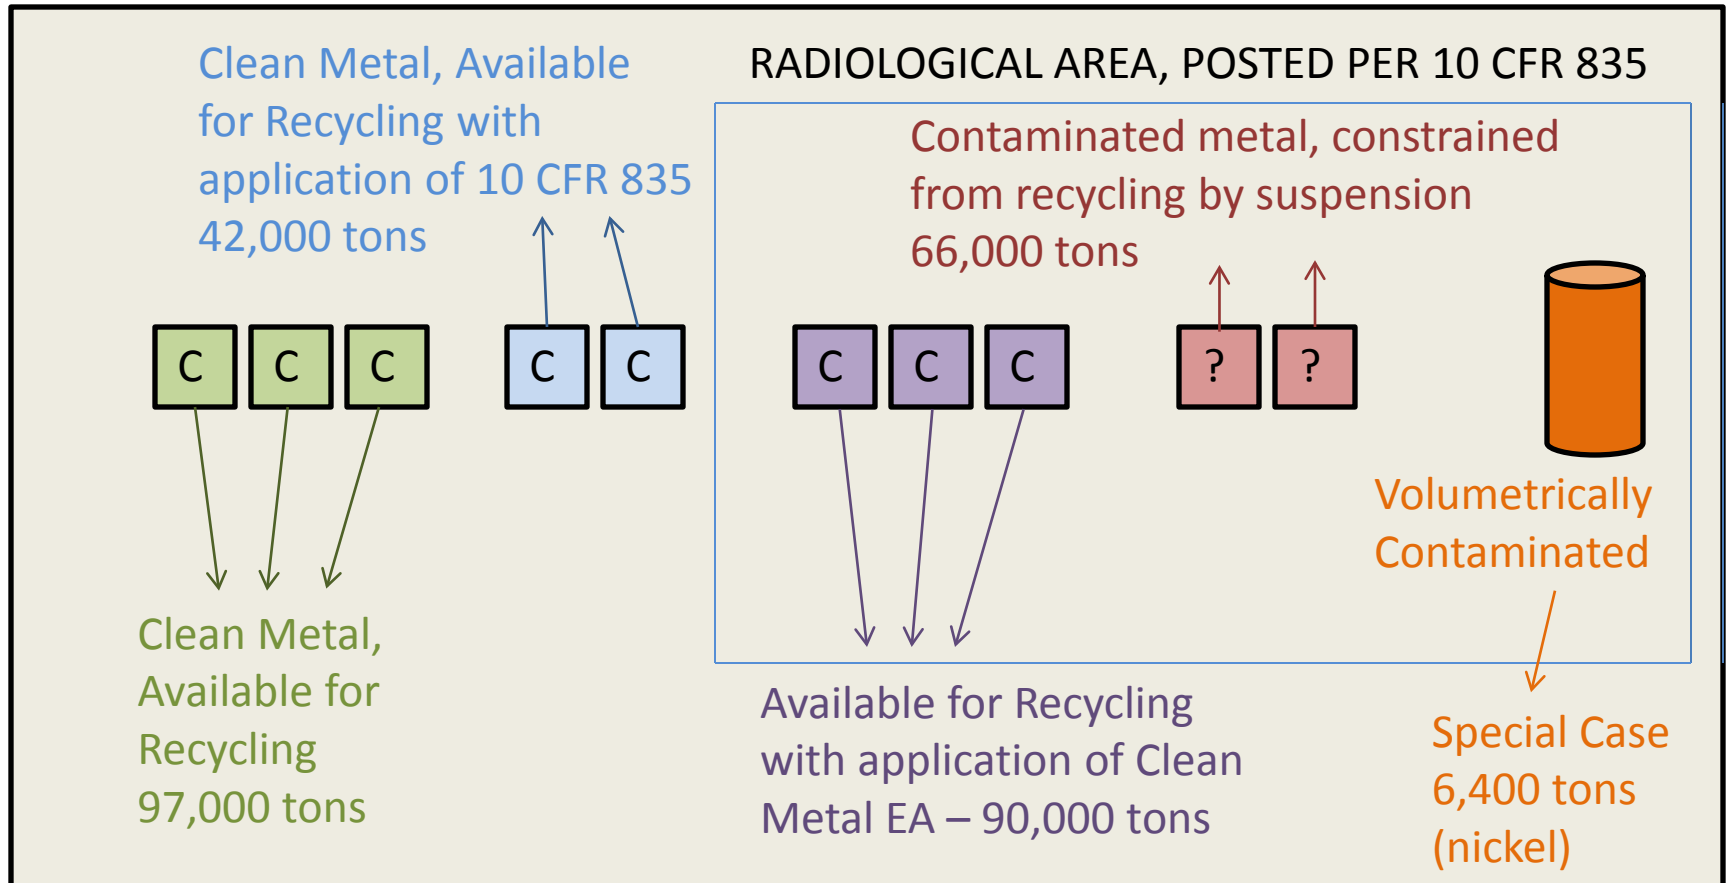 Clean Metal, Available
for Recycling with
application of 10 CFR 835
42,000 tons
RADIOLOGICAL AREA, POSTED PER 10 CFR 835
Contaminated metal, constrained
from recycling by suspension
66,000 tons
C C C C C C C C ? ?
Volumetrically
Contaminated
Clean Metal,
Available for
Recycling
97,000 tons
Available for Recycling
with application of Clean
Metal EA – 90,000 tons
Special Case
6,400 tons
(nickel)